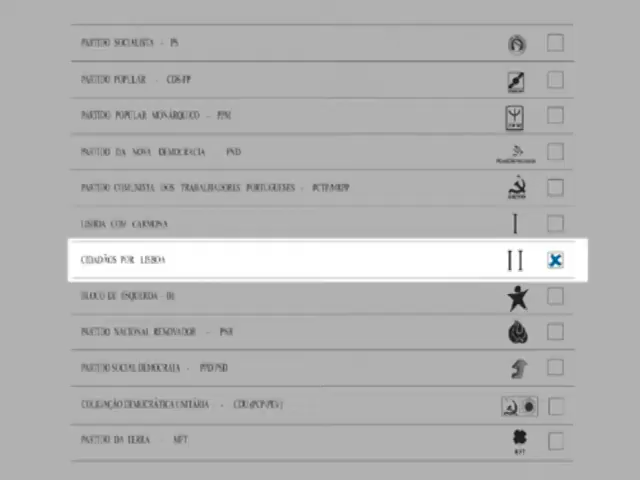 PARTIDO SOCIALISTA - PS
PARTIDO POPULAR - CDS-PP
PARTIDO POPULAR MONÁRQUICO - PPM
PARTIDO DA NOVA DEMOCRACIA PND
PARTIDO COMUNISTA DOS TRABALHADORES PORTUGUESES - PCTP/MRPP
LISBOA COM CARMONA I
CIDADÃOS POR LISBOA II
BLOCO DE ESQUERDA - BE
PARTIDO NACIONAL RENOVADOR - PNR
PARTIDO SOCIAL DEMOCRATA - PPD/PSD
COLIGAÇÃO DEMOCRÁTICA UNITÁRIA - CDU (PCP/PEV)
PARTIDO DA TERRA - MPT
MPT